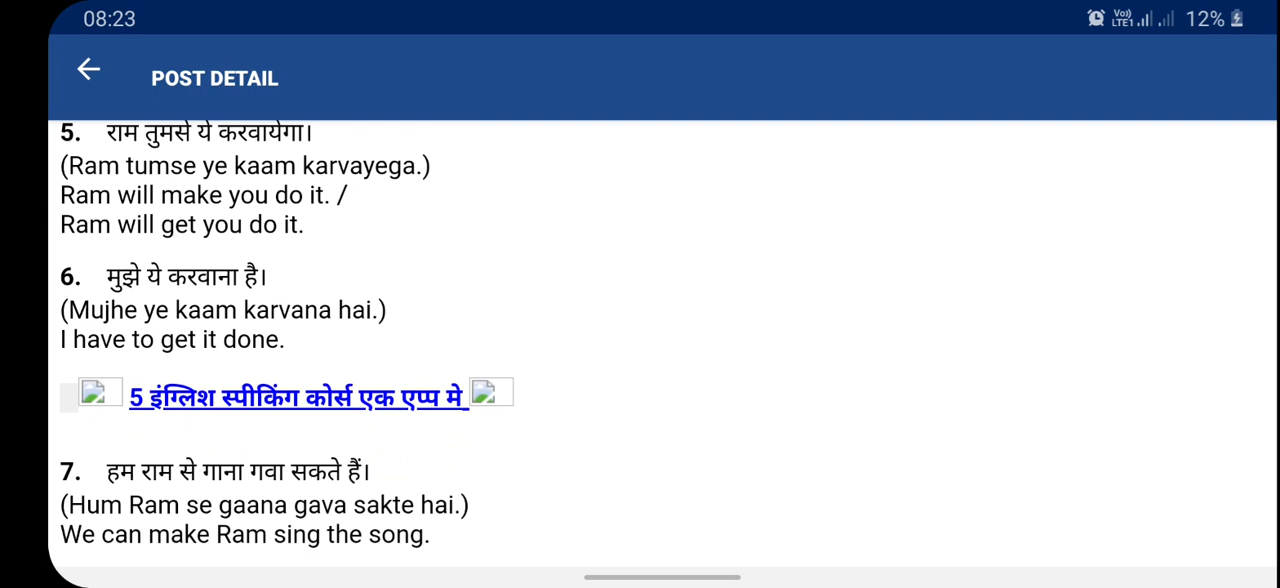 08:23 Vo)) LTE1 12%
POST DETAIL
5. राम तुमसे ये करवायेगा।
(Ram tumse ye kaam karvayega.)
Ram will make you do it. /
Ram will get you do it.
6. मुझे ये करवाना है।
(Mujhe ye kaam karvana hai.)
I have to get it done.
5 इंग्लिश स्पीकिंग कोर्स एक एप्प मे
7. हम राम से गाना गवा सकते हैं।
(Hum Ram se gaana gava sakte hai.)
We can make Ram sing the song.